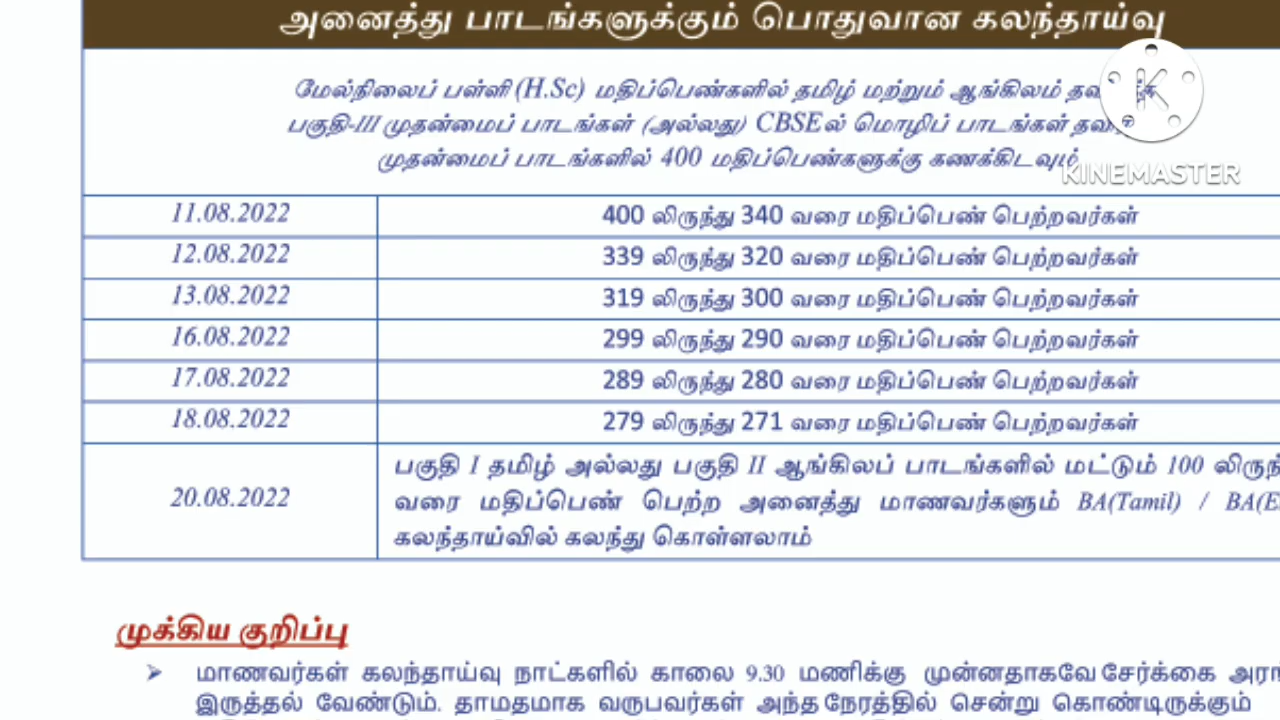 அனைத்து பாடங்களுக்கும் பொதுவான கலந்தாய்வு
மேல்நிலைப் பள்ளி (H.Sc) மதிப்பெண்களில் தமிழ் மற்றும் ஆங்கிலம்
பகுதி-III முதன்மைப் பாடங்கள் (அல்லது) CBSEல் மொழிப் பாடங்கள்
முதன்மைப் பாடங்களில் 400 மதிப்பெண்களுக்கு கணக்கிடவும்
K
KINEMASTER
11.08.2022 400 லிருந்து 340 வரை மதிப்பெண் பெற்றவர்கள்
12.08.2022 339 லிருந்து 320 வரை மதிப்பெண் பெற்றவர்கள்
13.08.2022 319 லிருந்து 300 வரை மதிப்பெண் பெற்றவர்கள்
16.08.2022 299 லிருந்து 290 வரை மதிப்பெண் பெற்றவர்கள்
17.08.2022 289 லிருந்து 280 வரை மதிப்பெண் பெற்றவர்கள்
18.08.2022 279 லிருந்து 271 வரை மதிப்பெண் பெற்றவர்கள்
பகுதி I தமிழ் அல்லது பகுதி II ஆங்கிலப் பாடங்களில் மட்டும் 100
20.08.2022 வரை மதிப்பெண் பெற்ற அனைத்து மாணவர்களும் BA(Tamil) /
கலந்தாய்வில் கலந்து கொள்ளலாம்
முக்கிய குறிப்பு
➢ மாணவர்கள் கலந்தாய்வு நாட்களில் காலை 9.30 மணிக்கு முன்னதாகவே சேர்க்கை
இருத்தல் வேண்டும். தாமதமாக வருபவர்கள் அந்த நேரத்தில் சென்று கொண்டிருக்கும்